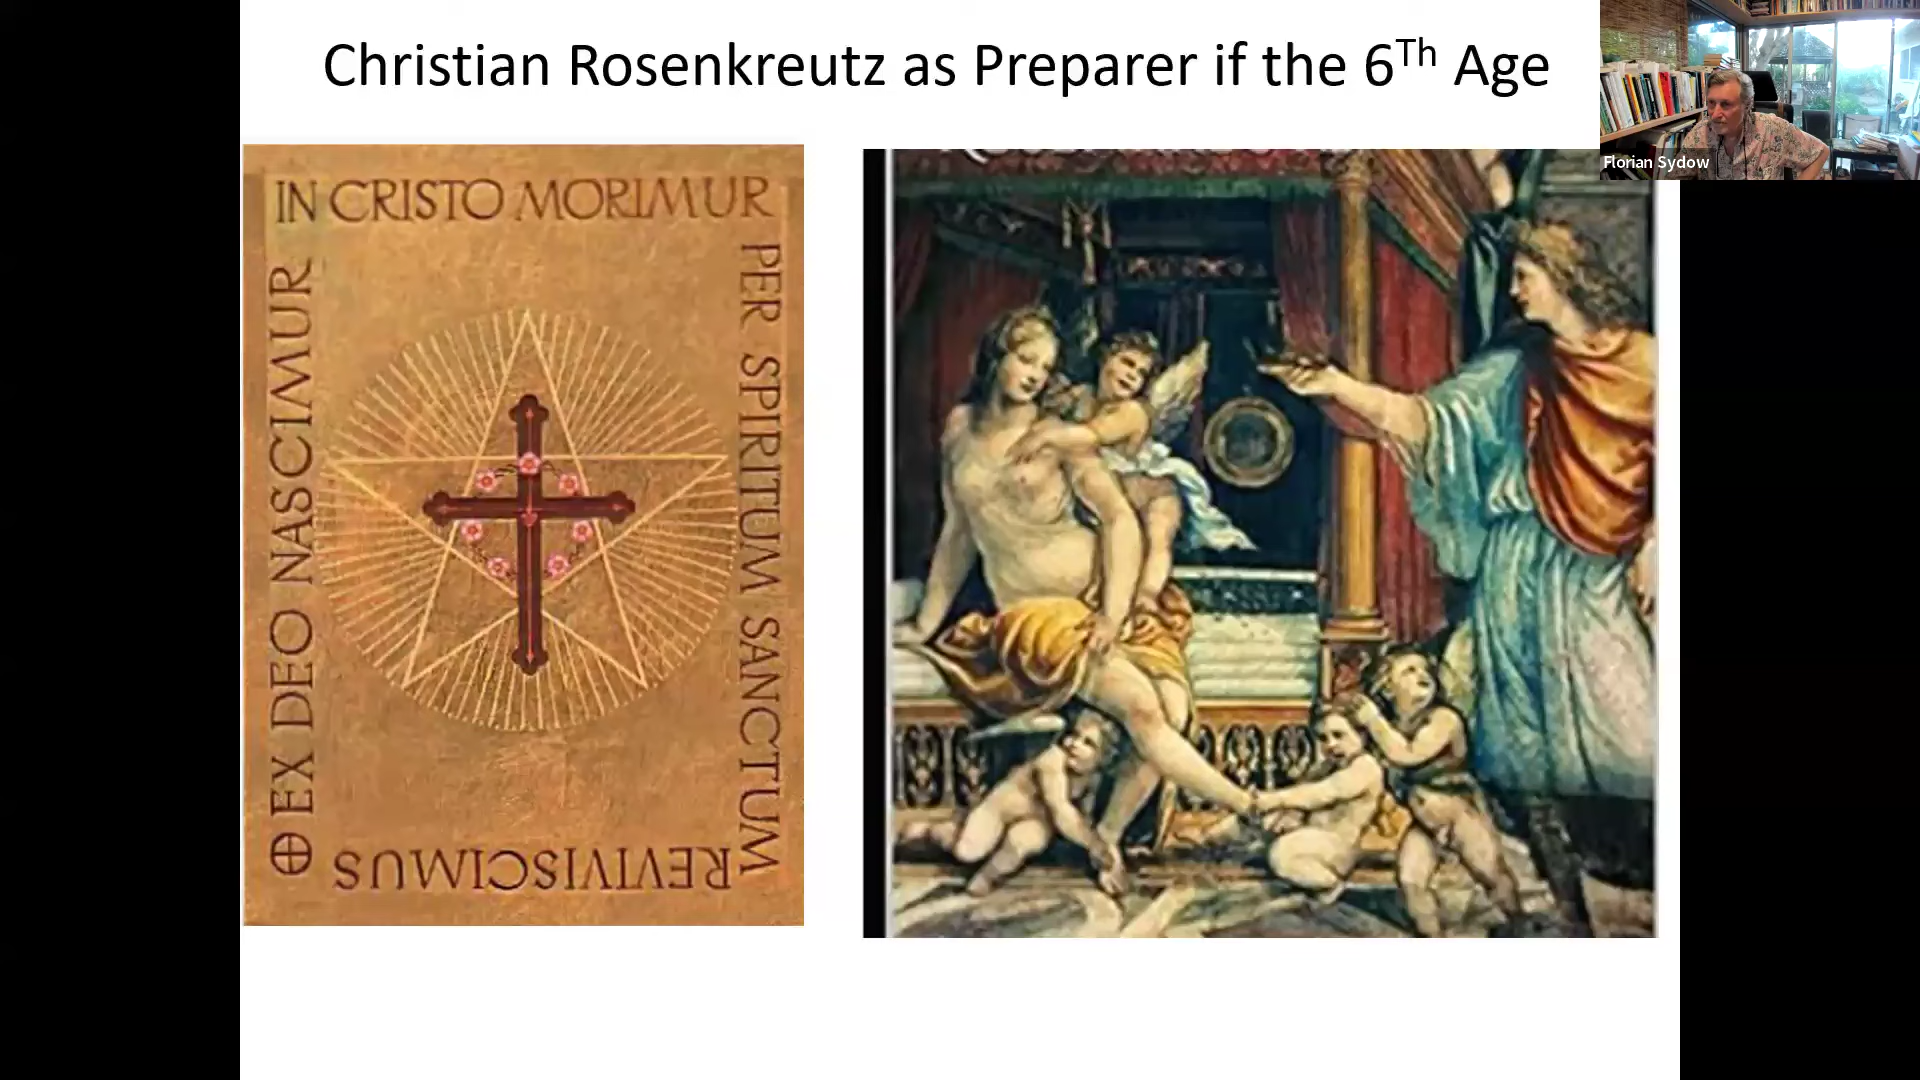 Christian Rosenkreutz as Preparer if the 6Th Age
Florian Sydow
EX DEO NASCIMUR
IN CRISTO MORIMUR
PER SPIRITUM SANCTUM
REVIVISCIMUS